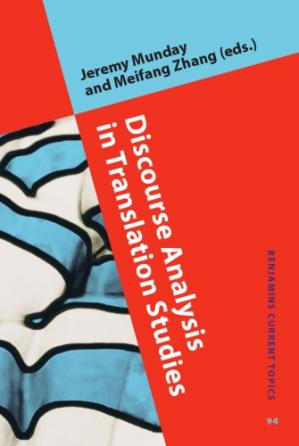 Jeremy Munday
and Meifang Zhang (eds.)
Discourse Analysis
in Translation Studies
BENJAMINS CURRENT TOPICS
94